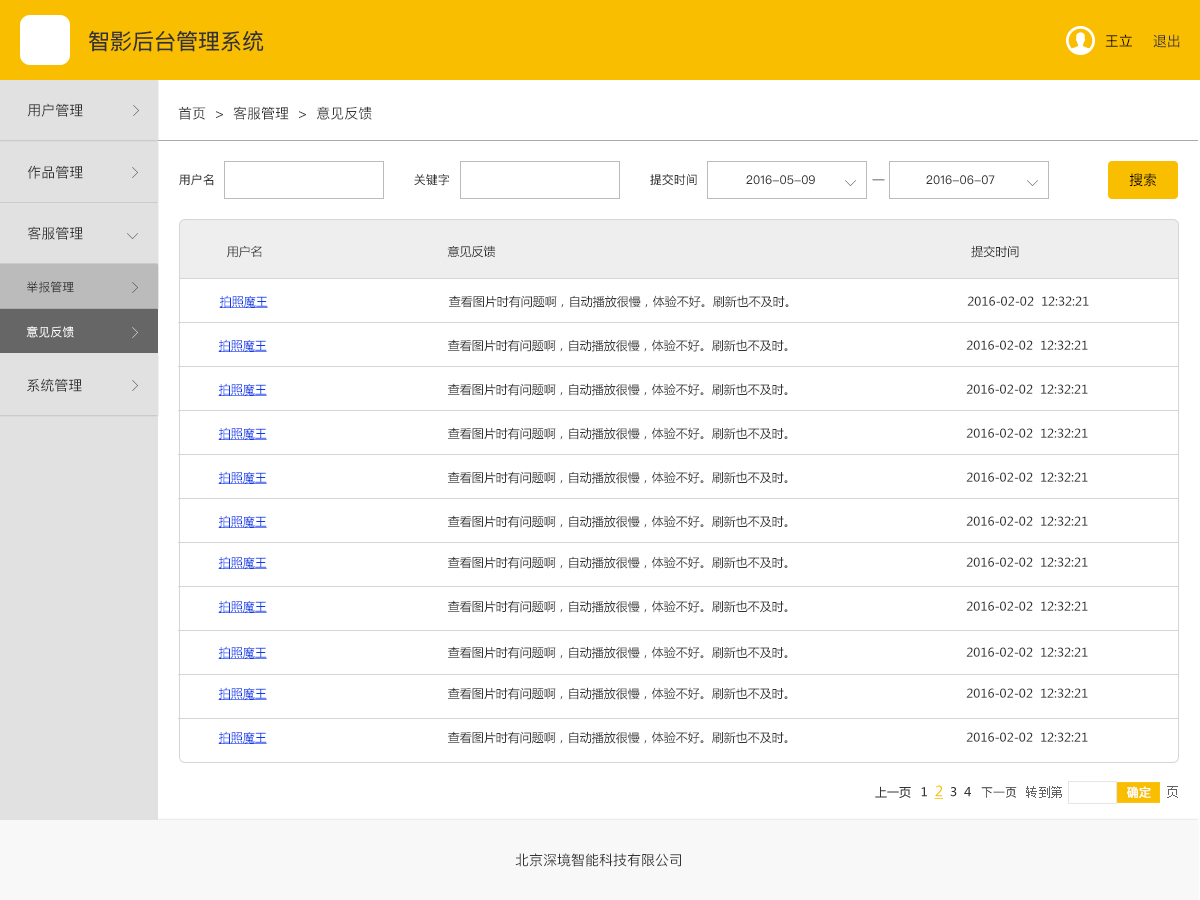 智影后台管理系统
王立 退出
用户管理
作品管理
客服管理
举报管理
意见反馈
系统管理
首页 > 客服管理 > 意见反馈
用户名 关键字 提交时间 2016-05-09 — 2016-06-07 搜索
用户名 意见反馈 提交时间
拍照魔王 查看图片时有问题啊，自动播放很慢，体验不好。刷新也不及时。 2016-02-02 12:32:21
拍照魔王 查看图片时有问题啊，自动播放很慢，体验不好。刷新也不及时。 2016-02-02 12:32:21
拍照魔王 查看图片时有问题啊，自动播放很慢，体验不好。刷新也不及时。 2016-02-02 12:32:21
拍照魔王 查看图片时有问题啊，自动播放很慢，体验不好。刷新也不及时。 2016-02-02 12:32:21
拍照魔王 查看图片时有问题啊，自动播放很慢，体验不好。刷新也不及时。 2016-02-02 12:32:21
拍照魔王 查看图片时有问题啊，自动播放很慢，体验不好。刷新也不及时。 2016-02-02 12:32:21
拍照魔王 查看图片时有问题啊，自动播放很慢，体验不好。刷新也不及时。 2016-02-02 12:32:21
拍照魔王 查看图片时有问题啊，自动播放很慢，体验不好。刷新也不及时。 2016-02-02 12:32:21
拍照魔王 查看图片时有问题啊，自动播放很慢，体验不好。刷新也不及时。 2016-02-02 12:32:21
拍照魔王 查看图片时有问题啊，自动播放很慢，体验不好。刷新也不及时。 2016-02-02 12:32:21
拍照魔王 查看图片时有问题啊，自动播放很慢，体验不好。刷新也不及时。 2016-02-02 12:32:21
上一页 1 2 3 4 下一页 转到第 确定 页
北京深境智能科技有限公司